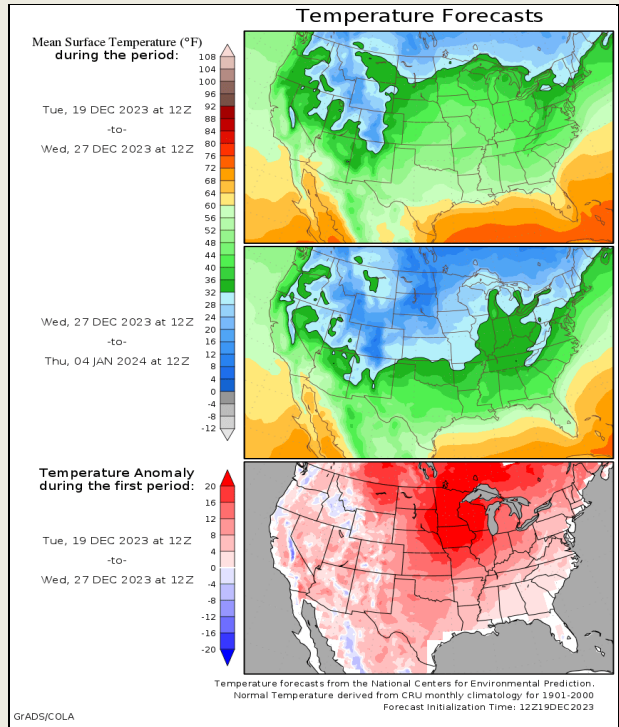 Temperature Forecasts
Mean Surface Temperature (°F)
during the period:
Tue, 19 DEC 2023 at 12Z
-to-
Wed, 27 DEC 2023 at 12Z
108
104
100
96
92
88
84
80
76
72
68
64
60
56
52
48
44
40
36
32
28
24
20
16
12
8
4
0
-4
-8
-12
Wed, 27 DEC 2023 at 12Z
-to-
Thu, 04 JAN 2024 at 12Z
Temperature Anomaly
during the first period:
Tue, 19 DEC 2023 at 12Z
-to-
Wed, 27 DEC 2023 at 12Z
20
16
12
8
4
0
-4
-8
-12
-16
-20
Temperature forecasts from the National Centers for Environmental Prediction.
Normal Temperature derived from CRU monthly climatology for 1901-2000
Forecast Initialization Time: 12Z19DEC2023
GrADS/COLA